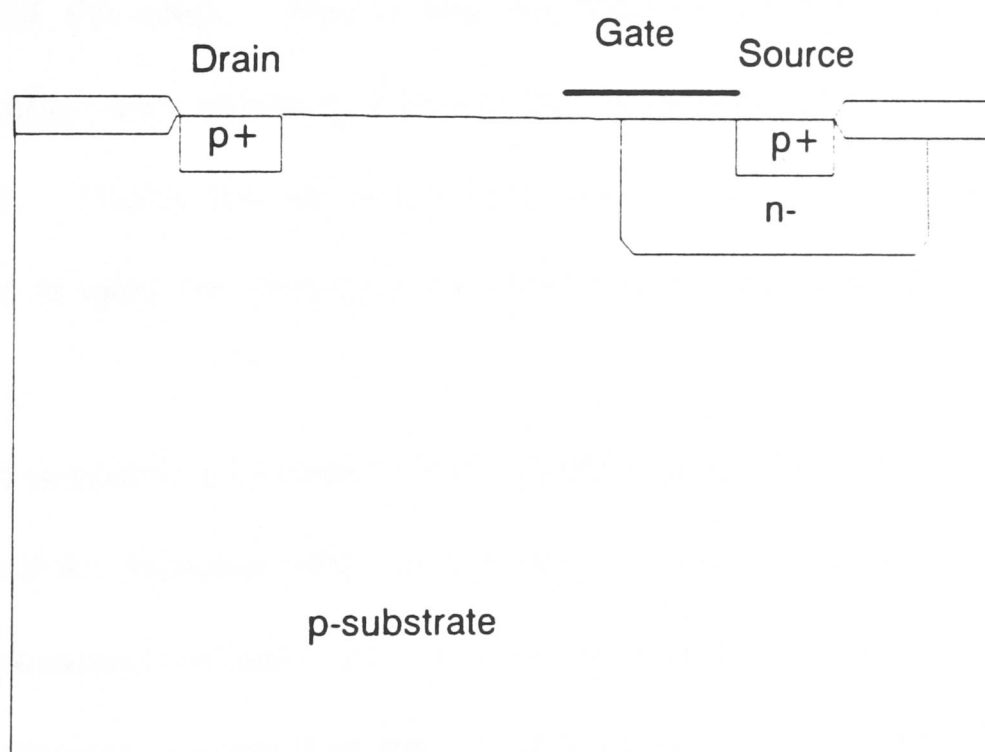 Gate
Drain
Source
p+
p+
n-
p-substrate